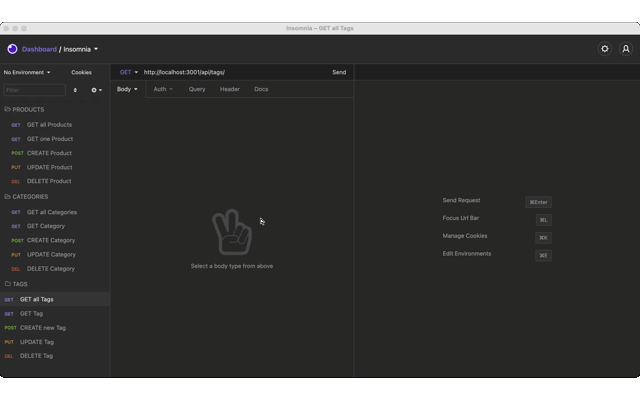 Insomnia – GET all Tags
Dashboard / Insomnia
No Environment Cookies
GET http://localhost:3001/api/tags/ Send
Filter
Body Auth Query Header Docs
PRODUCTS
GET GET all Products
GET GET one Product
POST CREATE Product
PUT UPDATE Product
DEL DELETE Product
CATEGORIES
GET GET all Categories
GET GET Category
POST CREATE Category
PUT UPDATE Category
DEL DELETE Category
TAGS
GET GET all Tags
GET GET Tag
POST CREATE new Tag
PUT UPDATE Tag
DEL DELETE Tag
Select a body type from above
Send Request ⌘Enter
Focus Url Bar ⌘L
Manage Cookies ⌘K
Edit Environments ⌘E